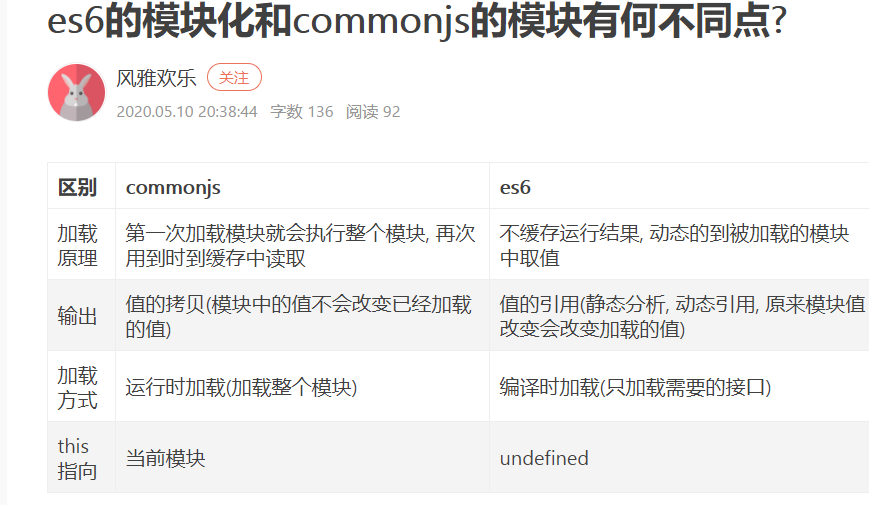 es6的模块化和commonjs的模块有何不同点?
风雅欢乐 关注
2020.05.10 20:38:44 字数 136 阅读 92
区别 commonjs es6
加载
原理
第一次加载模块就会执行整个模块, 再次
用到时到缓存中读取
不缓存运行结果, 动态的到被加载的模块
中取值
输出
值的拷贝(模块中的值不会改变已经加载
的值)
值的引用(静态分析, 动态引用, 原来模块值
改变会改变加载的值)
加载
方式
运行时加载(加载整个模块)
编译时加载(只加载需要的接口)
this
指向
当前模块
undefined